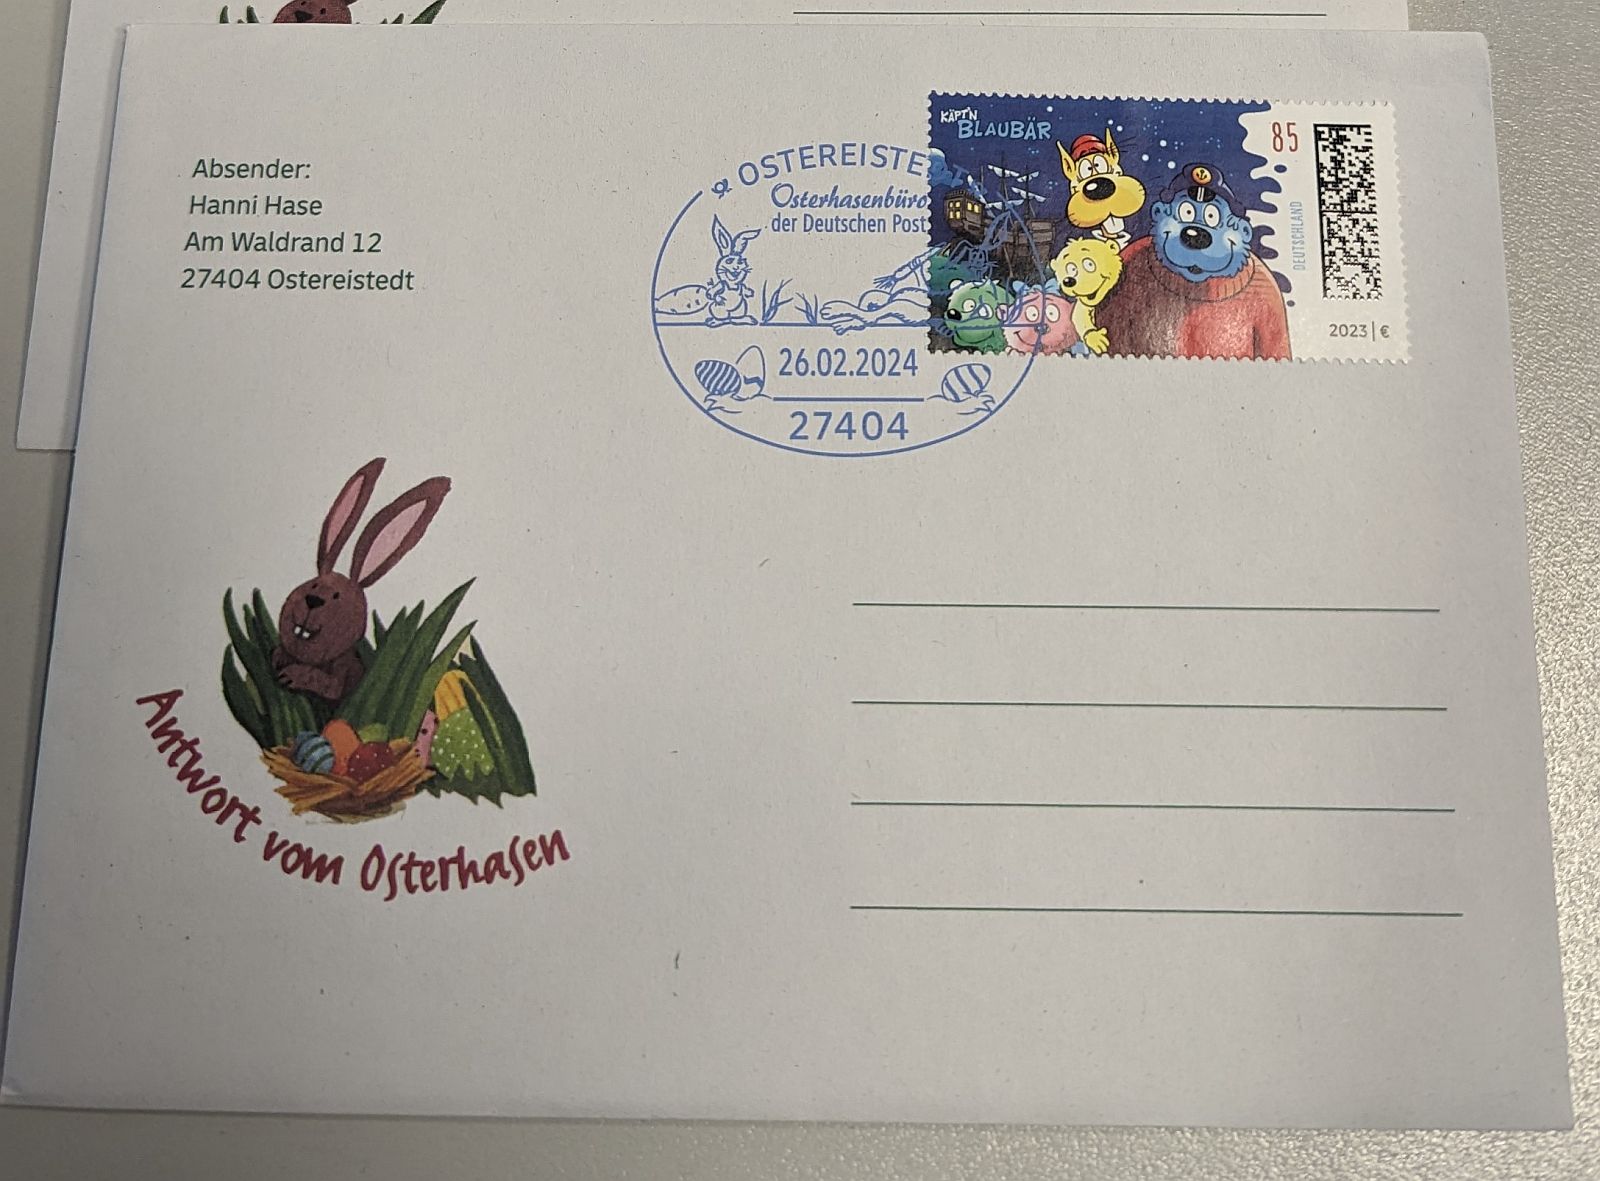 Absender:
Hanni Hase
Am Waldrand 12
27404 Ostereistedt
OSTEREISTE
Osterhasenbüro
der Deutschen Post
26.02.2024
27404
KÄPT'N
BLAUBÄR
85
DEUTSCHLAND
2023 | €
Antwort vom Osterhasen